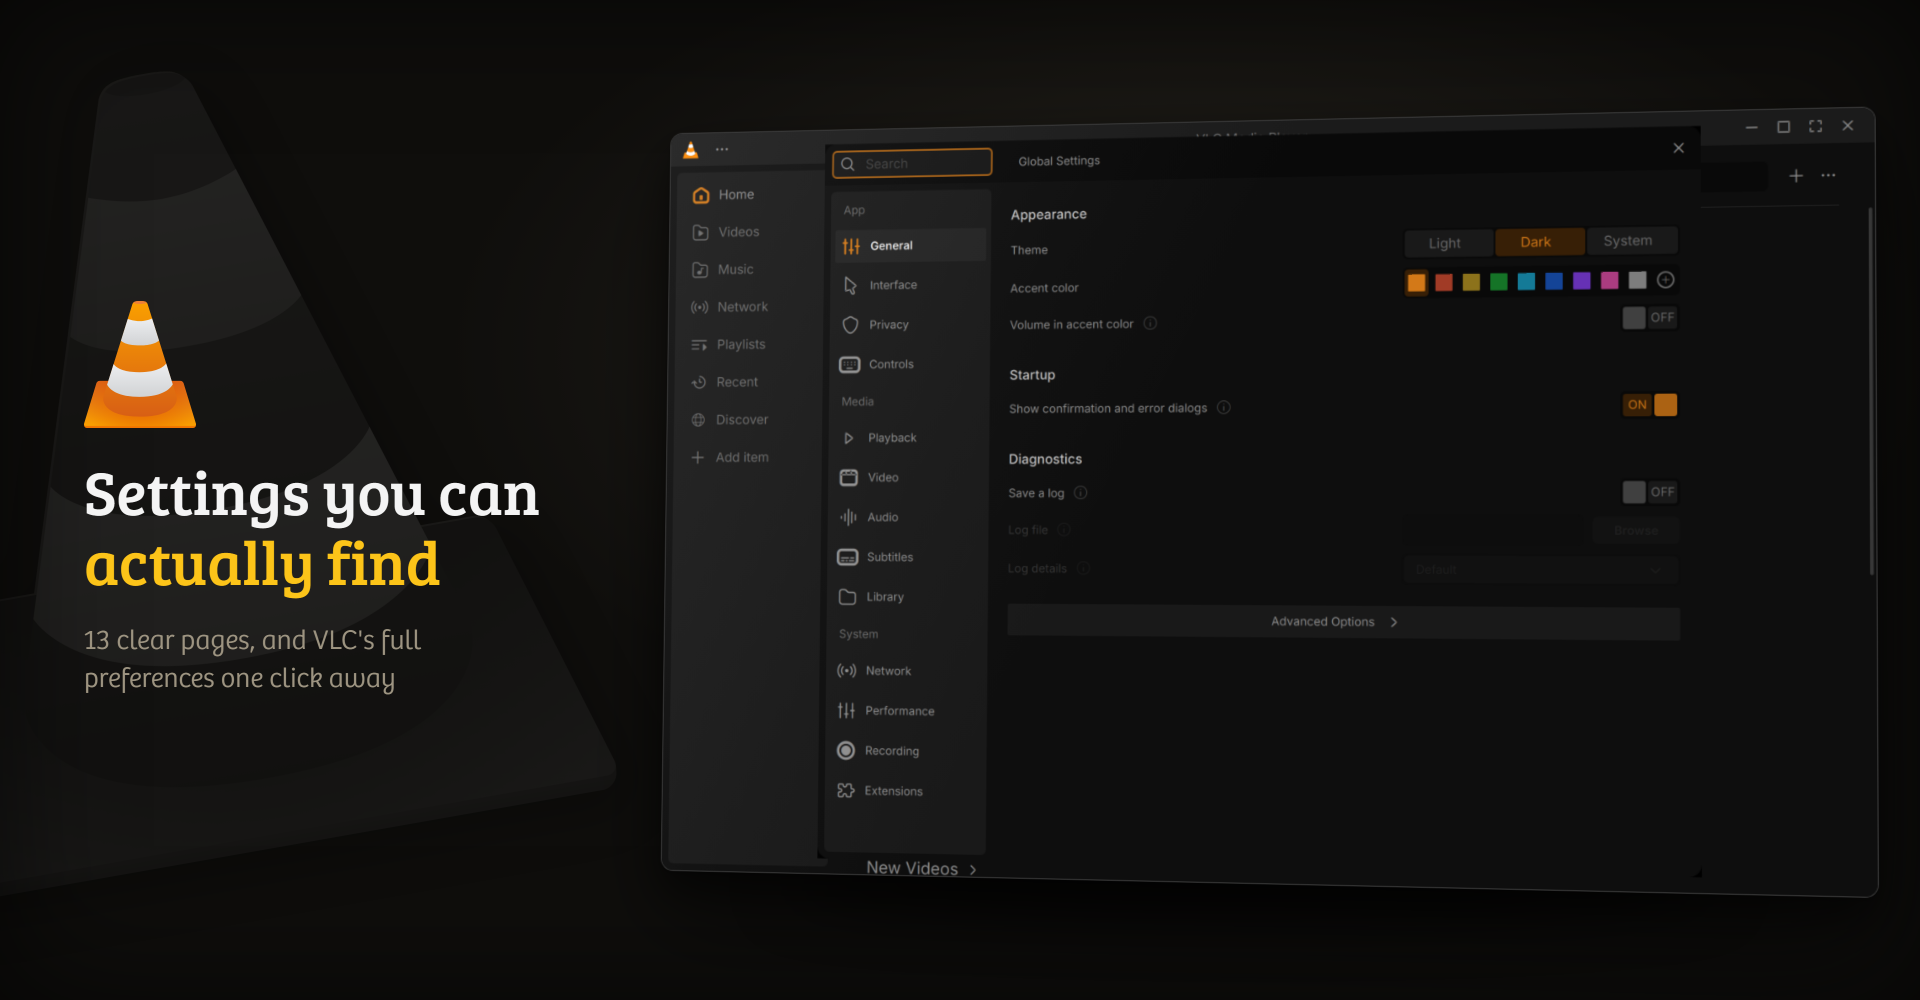 Settings you can
actually find
13 clear pages, and VLC's full
preferences one click away
Home
Videos
Music
Network
Playlists
Recent
Discover
Add item
Search
Global Settings
App
General
Interface
Privacy
Controls
Media
Playback
Video
Audio
Subtitles
Library
System
Network
Performance
Recording
Extensions
Appearance
Theme
Light
Dark
System
Accent color
Volume in accent color
OFF
Startup
Show confirmation and error dialogs
ON
Diagnostics
Save a log
OFF
Log file
Browse
Log details
Default
Advanced Options
New Videos